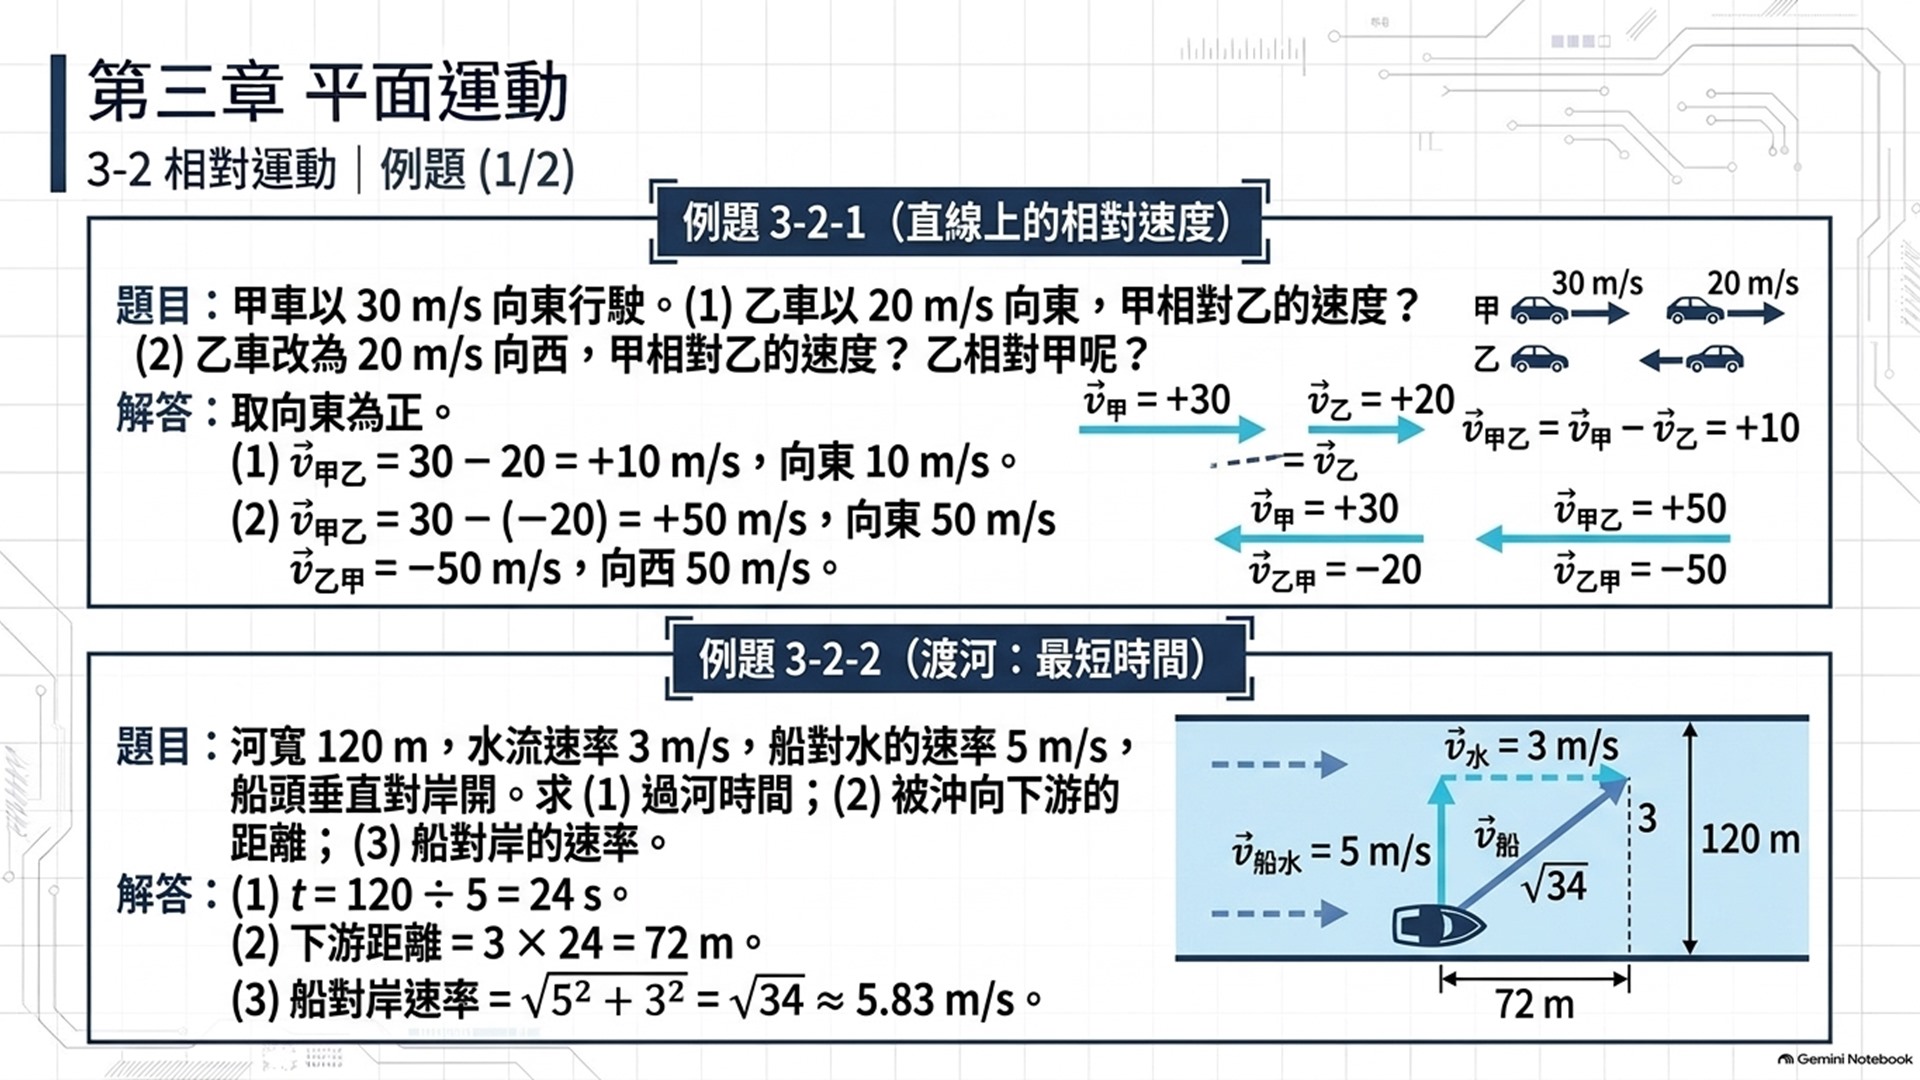 第三章 平面運動
3-2 相對運動｜例題 (1/2)
例題 3-2-1（直線上的相對速度）
題目：甲車以 30 m/s 向東行駛。(1) 乙車以 20 m/s 向東，甲相對乙的速度？
(2) 乙車改為 20 m/s 向西，甲相對乙的速度？ 乙相對甲呢？
解答：取向東為正。
(1) v⃗甲乙 = 30 − 20 = +10 m/s，向東 10 m/s。
(2) v⃗甲乙 = 30 − (−20) = +50 m/s，向東 50 m/s
v⃗乙甲 = −50 m/s，向西 50 m/s。
30 m/s
20 m/s
甲
乙
v⃗甲 = +30
v⃗乙 = +20
v⃗甲乙 = v⃗甲 − v⃗乙 = +10
= v⃗乙
v⃗甲 = +30
v⃗甲乙 = +50
v⃗乙甲 = −20
v⃗乙甲 = −50
例題 3-2-2（渡河：最短時間）
題目：河寬 120 m，水流速率 3 m/s，船對水的速率 5 m/s，
船頭垂直對岸開。求 (1) 過河時間；(2) 被沖向下游的
距離； (3) 船對岸的速率。
解答：(1) t = 120 ÷ 5 = 24 s。
(2) 下游距離 = 3 × 24 = 72 m。
(3) 船對岸速率 = √(5² + 3²) = √34 ≈ 5.83 m/s。
v⃗水 = 3 m/s
v⃗船水 = 5 m/s
v⃗船
√34
3
120 m
72 m
Gemini Notebook